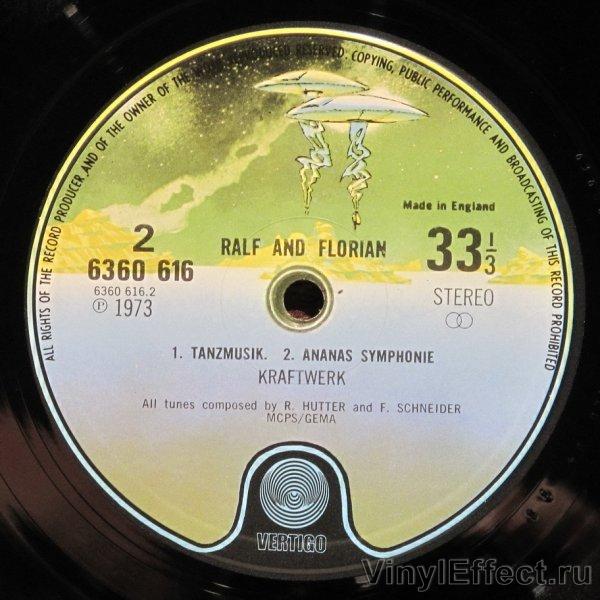 ALL RIGHTS OF THE RECORD PRODUCER AND OF THE OWNER OF THE WORK REPRODUCED RESERVED. COPYING, PUBLIC PERFORMANCE AND BROADCASTING OF THIS RECORD PROHIBITED
Made in England
2
RALF AND FLORIAN
33 1/3
6360 616
6360 616.2
STEREO
℗ 1973
1. TANZMUSIK. 2. ANANAS SYMPHONIE
KRAFTWERK
All tunes composed by R. HUTTER and F. SCHNEIDER
MCPS/GEMA
VERTIGO
VinylEffect.ru